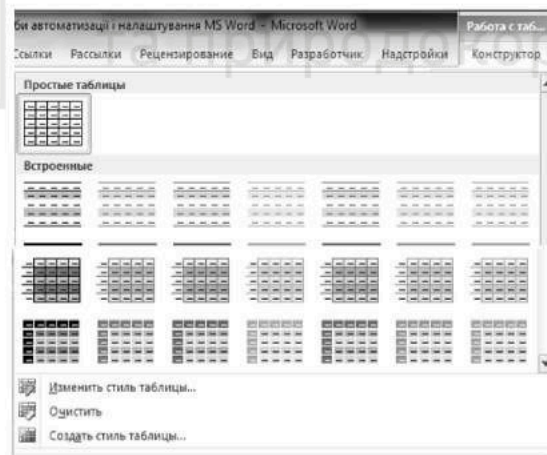 би автоматизації і налаштування MS Word - Microsoft Word Работа с таб...
Ссылки Рассылки Рецензирование Вид Разработчик Надстройки Конструктор
Простые таблицы
Встроенные
Изменить стиль таблицы...
Очистить
Создать стиль таблицы...